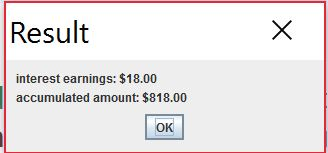 Result
interest earnings: $18.00
accumulated amount: $818.00
OK